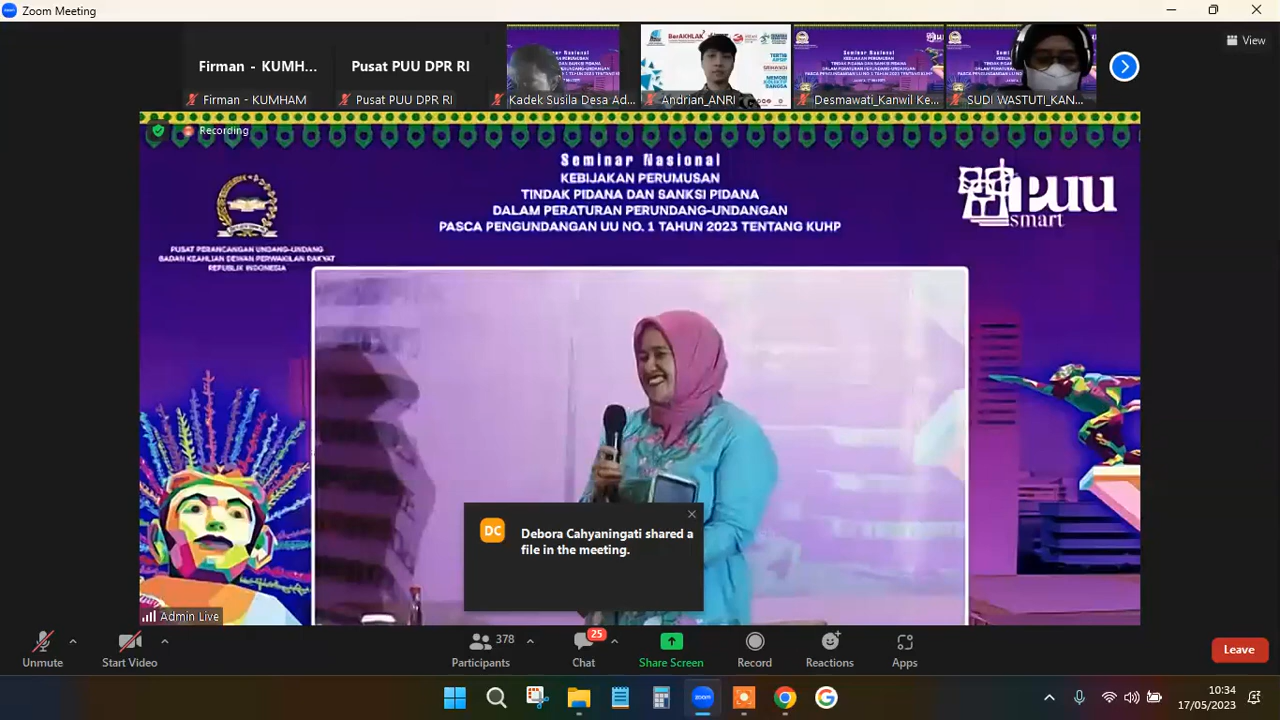 Zoom Meeting
View
Firman - KUMH...
Pusat PUU DPR RI
Firman - KUMHAM
Pusat PUU DPR RI
Kadek Susila Desa Ad...
Andrian_ANRI
Desmawati_Kanwil Ke...
SUDI WASTUTI_KAN...
BerAKHLAK
Recording
Seminar Nasional
KEBIJAKAN PERUMUSAN
TINDAK PIDANA DAN SANKSI PIDANA
DALAM PERATURAN PERUNDANG-UNDANGAN
PASCA PENGUNDANGAN UU NO. 1 TAHUN 2023 TENTANG KUHP
PUSAT PERANCANGAN UNDANG-UNDANG
BADAN KEAHLIAN DEWAN PERWAKILAN RAKYAT
REPUBLIK INDONESIA
PUU
smart
DC
Debora Cahyaningati shared a
file in the meeting.
Admin Live
Unmute
Start Video
378
Participants
25
Chat
Share Screen
Record
Reactions
Apps
Leave
10:34
17/05/2023